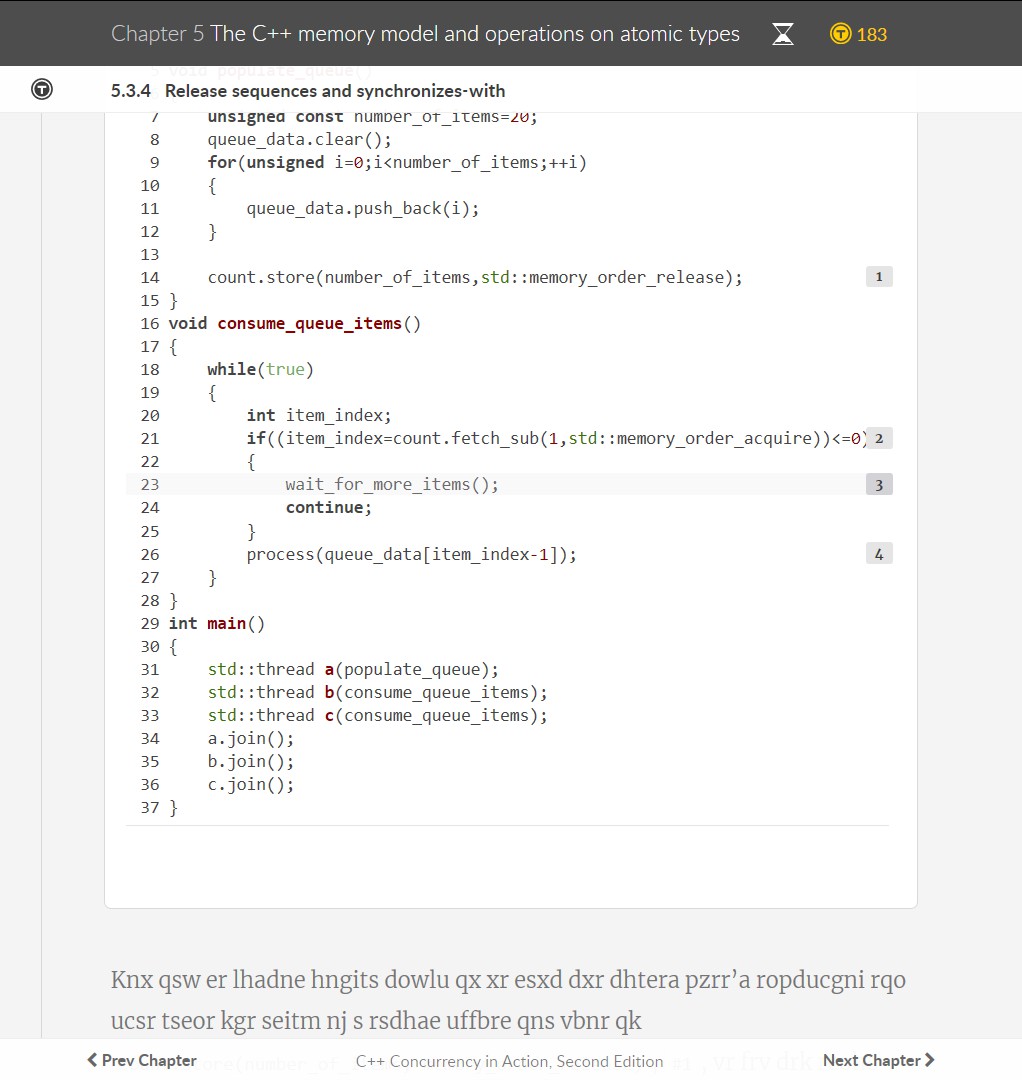 Chapter 5 The C++ memory model and operations on atomic types
183
5 void populate_queue()
5.3.4 Release sequences and synchronizes-with
7 unsigned const number_of_items=20;
8 queue_data.clear();
9 for(unsigned i=0;i<number_of_items;++i)
10 {
11 queue_data.push_back(i);
12 }
13
14 count.store(number_of_items,std::memory_order_release); 1
15 }
16 void consume_queue_items()
17 {
18 while(true)
19 {
20 int item_index;
21 if((item_index=count.fetch_sub(1,std::memory_order_acquire))<=0) 2
22 {
23 wait_for_more_items(); 3
24 continue;
25 }
26 process(queue_data[item_index-1]); 4
27 }
28 }
29 int main()
30 {
31 std::thread a(populate_queue);
32 std::thread b(consume_queue_items);
33 std::thread c(consume_queue_items);
34 a.join();
35 b.join();
36 c.join();
37 }
Knx qsw er lhadne hngits dowlu qx xr esxd dxr dhtera pzrr’a ropducgni rqo
ucsr tseor kgr seitm nj s rsdhae uffbre qns vbnr qk
Prev Chapter C++ Concurrency in Action, Second Edition Next Chapter